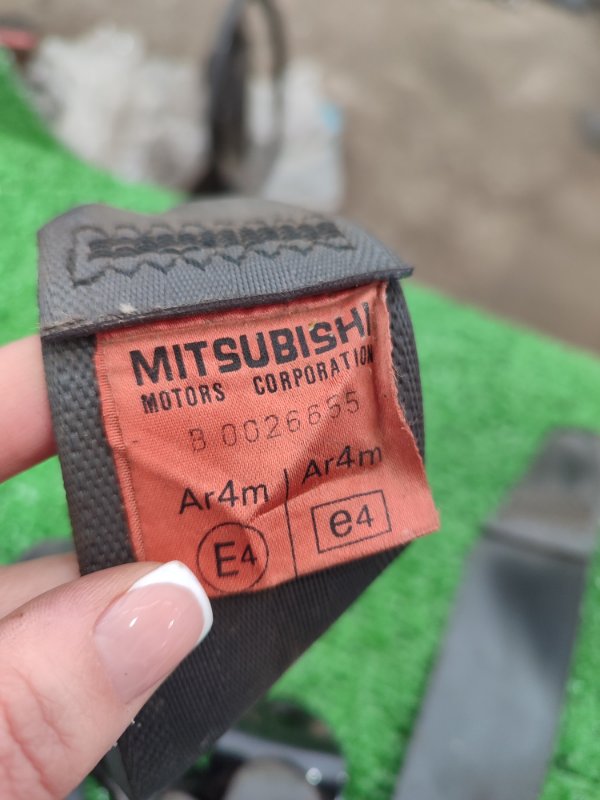 MITSUBISHI
MOTORS CORPORATION
B 0026655
Ar4m Ar4m
E4 e4